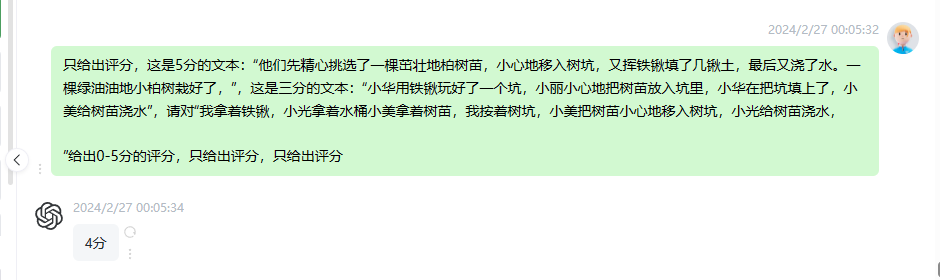 2024/2/27 00:05:32
只给出评分，这是5分的文本：“他们先精心挑选了一棵茁壮地柏树苗，小心地移入树坑，又挥铁锹填了几锹土，最后又浇了水。一
棵绿油油地小柏树栽好了，”，这是三分的文本：“小华用铁锹玩好了一个坑，小丽小心地把树苗放入坑里，小华在把坑填上了，小
美给树苗浇水”，请对“我拿着铁锹，小光拿着水桶小美拿着树苗，我按着树坑，小美把树苗小心地移入树坑，小光给树苗浇水，
”给出0-5分的评分，只给出评分，只给出评分
2024/2/27 00:05:34
4分